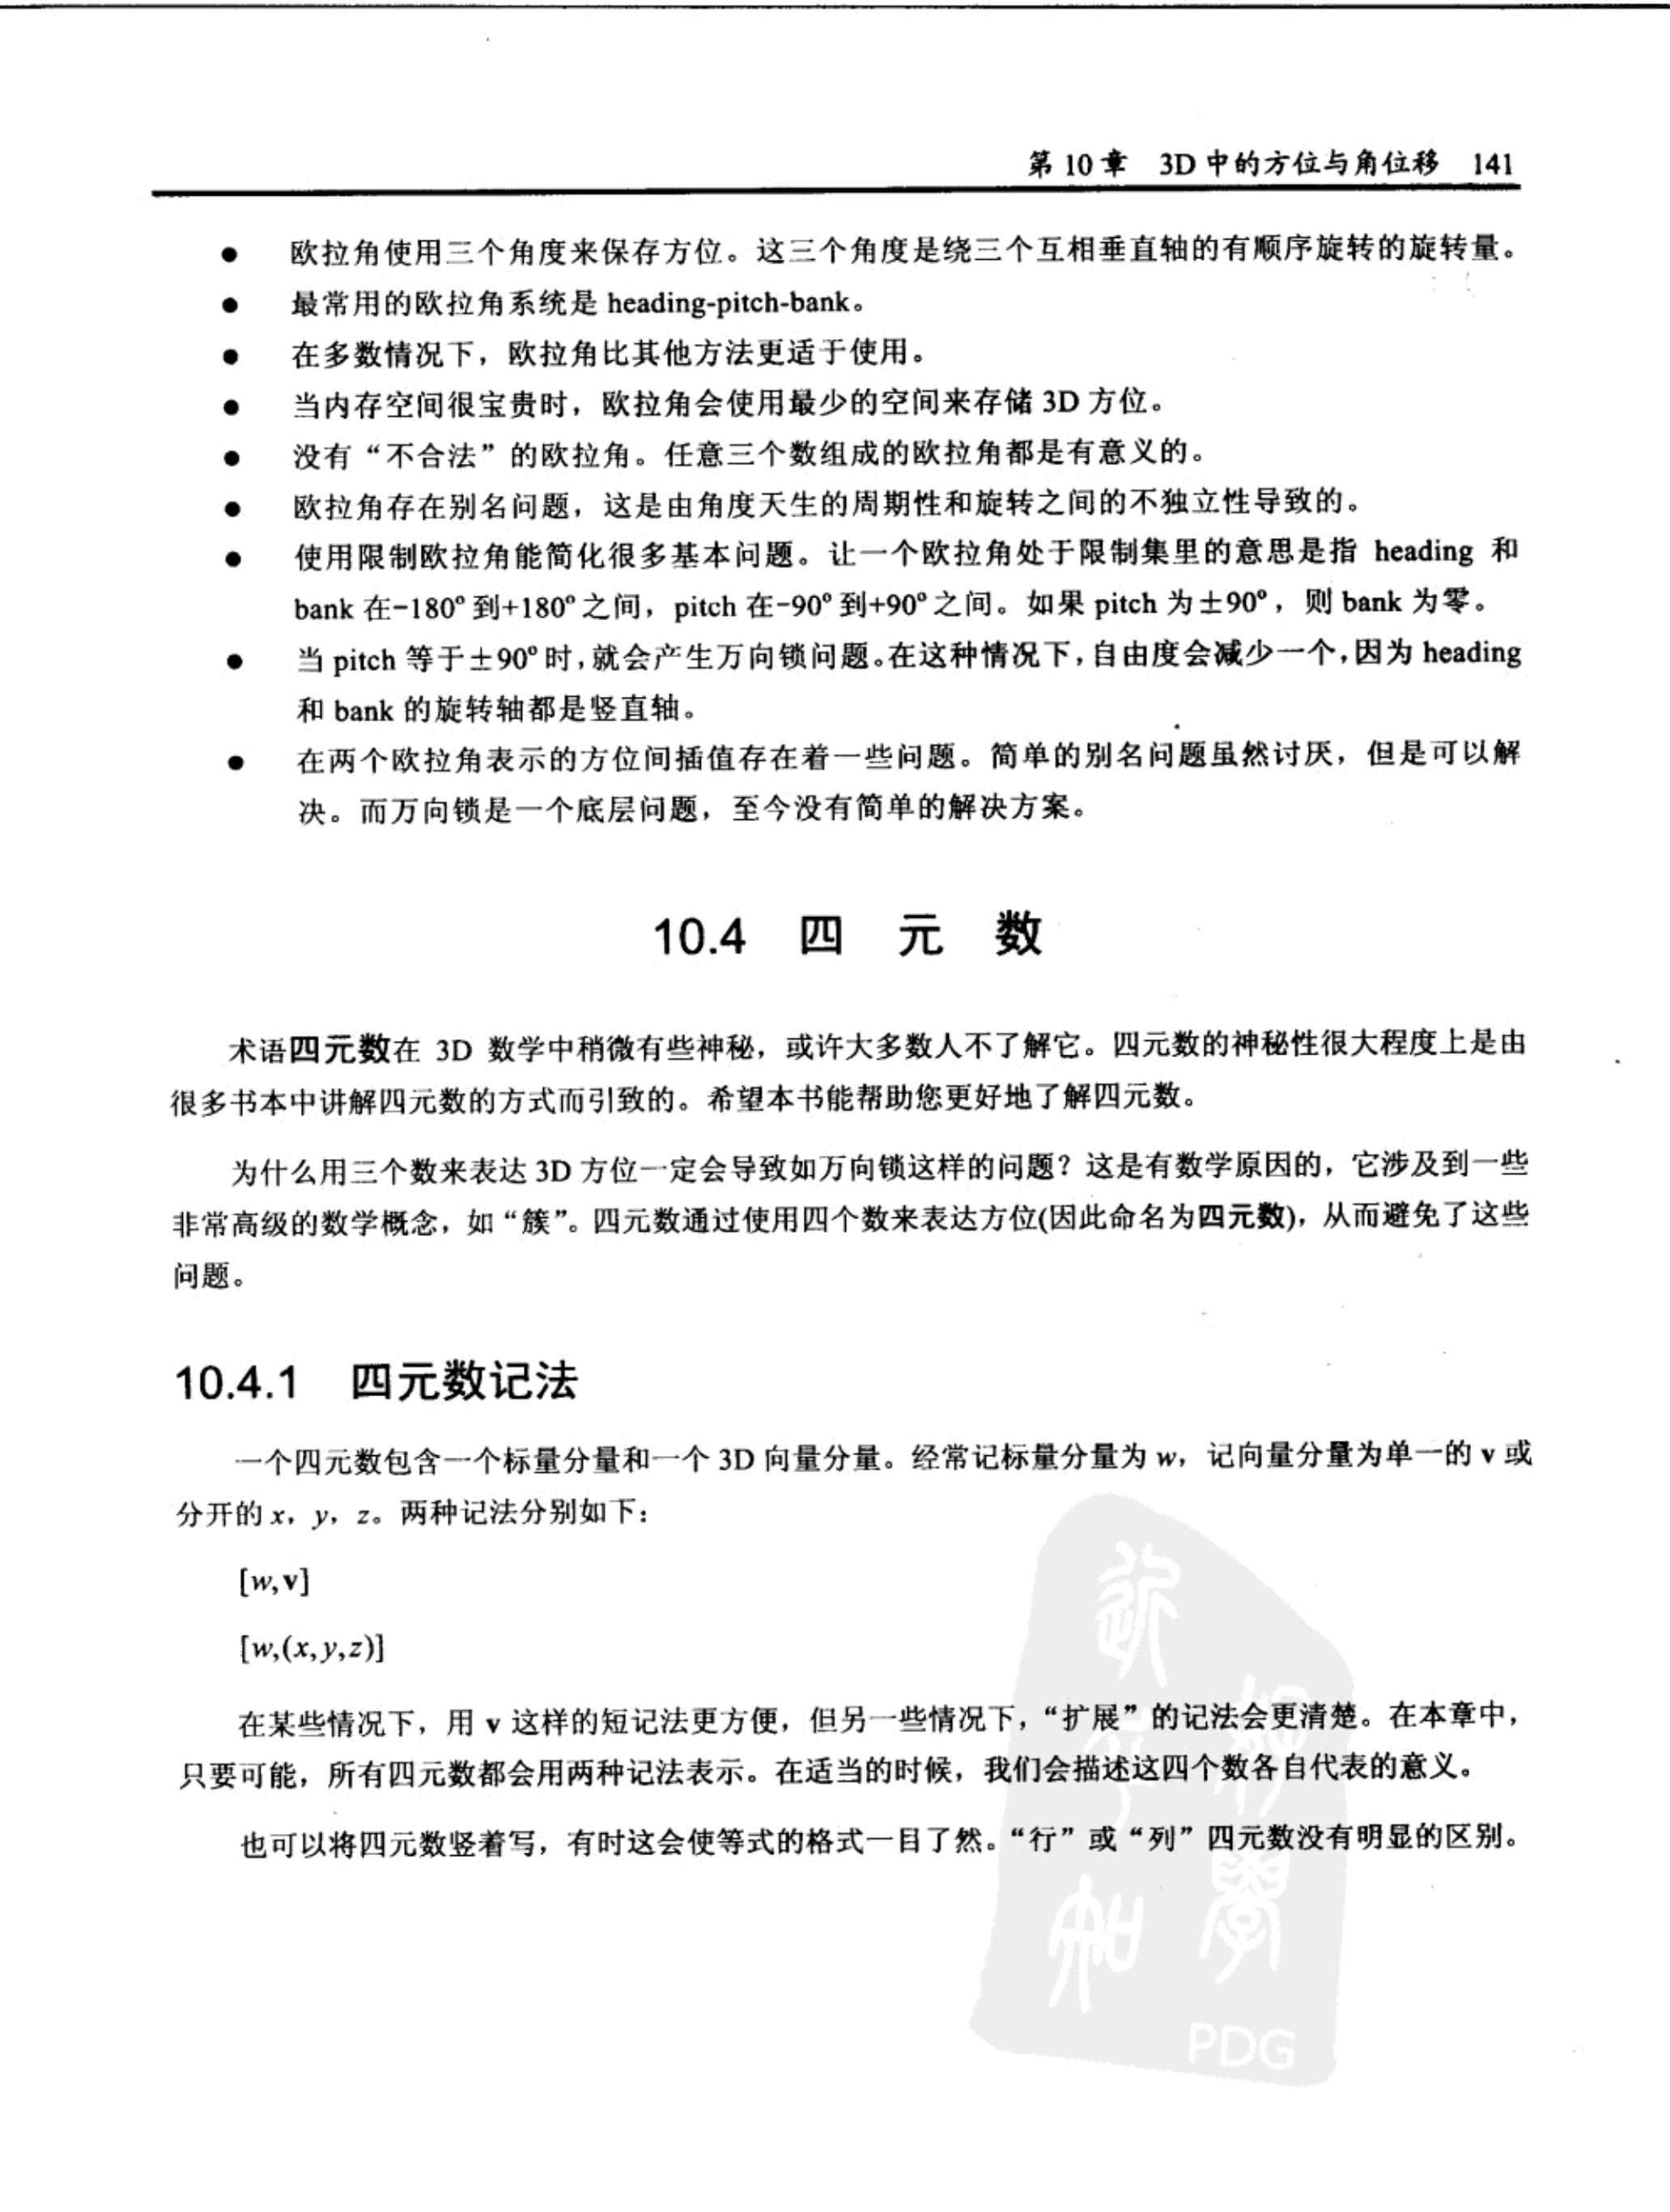 第 10 章 3D 中的方位与角位移 141
● 欧拉角使用三个角度来保存方位。这三个角度是绕三个互相垂直轴的有顺序旋转的旋转量。
● 最常用的欧拉角系统是 heading-pitch-bank。
● 在多数情况下，欧拉角比其他方法更适于使用。
● 当内存空间很宝贵时，欧拉角会使用最少的空间来存储 3D 方位。
● 没有“不合法”的欧拉角。任意三个数组成的欧拉角都是有意义的。
● 欧拉角存在别名问题，这是由角度天生的周期性和旋转之间的不独立性导致的。
● 使用限制欧拉角能简化很多基本问题。让一个欧拉角处于限制集里的意思是指 heading 和
bank 在-180°到+180°之间，pitch 在-90°到+90°之间。如果 pitch 为±90°，则 bank 为零。
● 当 pitch 等于±90°时，就会产生万向锁问题。在这种情况下，自由度会减少一个，因为 heading
和 bank 的旋转轴都是竖直轴。
● 在两个欧拉角表示的方位间插值存在着一些问题。简单的别名问题虽然讨厌，但是可以解
决。而万向锁是一个底层问题，至今没有简单的解决方案。
10.4 四 元 数
术语四元数在 3D 数学中稍微有些神秘，或许大多数人不了解它。四元数的神秘性很大程度上是由
很多书本中讲解四元数的方式而引致的。希望本书能帮助您更好地了解四元数。
为什么用三个数来表达 3D 方位一定会导致如万向锁这样的问题？这是有数学原因的，它涉及到一些
非常高级的数学概念，如“簇”。四元数通过使用四个数来表达方位(因此命名为四元数)，从而避免了这些
问题。
10.4.1 四元数记法
一个四元数包含一个标量分量和一个 3D 向量分量。经常记标量分量为 w，记向量分量为单一的 v 或
分开的 x，y，z。两种记法分别如下：
[w,v]
[w,(x,y,z)]
在某些情况下，用 v 这样的短记法更方便，但另一些情况下，“扩展”的记法会更清楚。在本章中，
只要可能，所有四元数都会用两种记法表示。在适当的时候，我们会描述这四个数各自代表的意义。
也可以将四元数竖着写，有时这会使等式的格式一目了然。“行”或“列”四元数没有明显的区别。
PDG